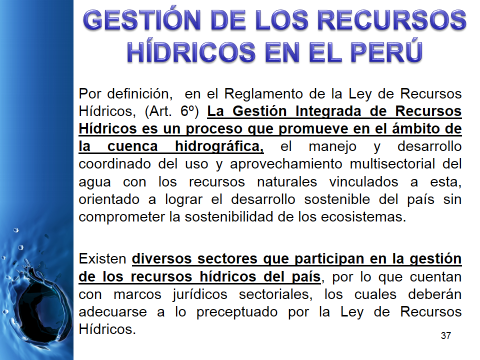 GESTIÓN DE LOS RECURSOS
HÍDRICOS EN EL PERÚ
Por definición, en el Reglamento de la Ley de Recursos
Hídricos, (Art. 6º) La Gestión Integrada de Recursos
Hídricos es un proceso que promueve en el ámbito de
la cuenca hidrográfica, el manejo y desarrollo
coordinado del uso y aprovechamiento multisectorial del
agua con los recursos naturales vinculados a esta,
orientado a lograr el desarrollo sostenible del país sin
comprometer la sostenibilidad de los ecosistemas.
Existen diversos sectores que participan en la gestión
de los recursos hídricos del país, por lo que cuentan
con marcos jurídicos sectoriales, los cuales deberán
adecuarse a lo preceptuado por la Ley de Recursos
Hídricos.
37